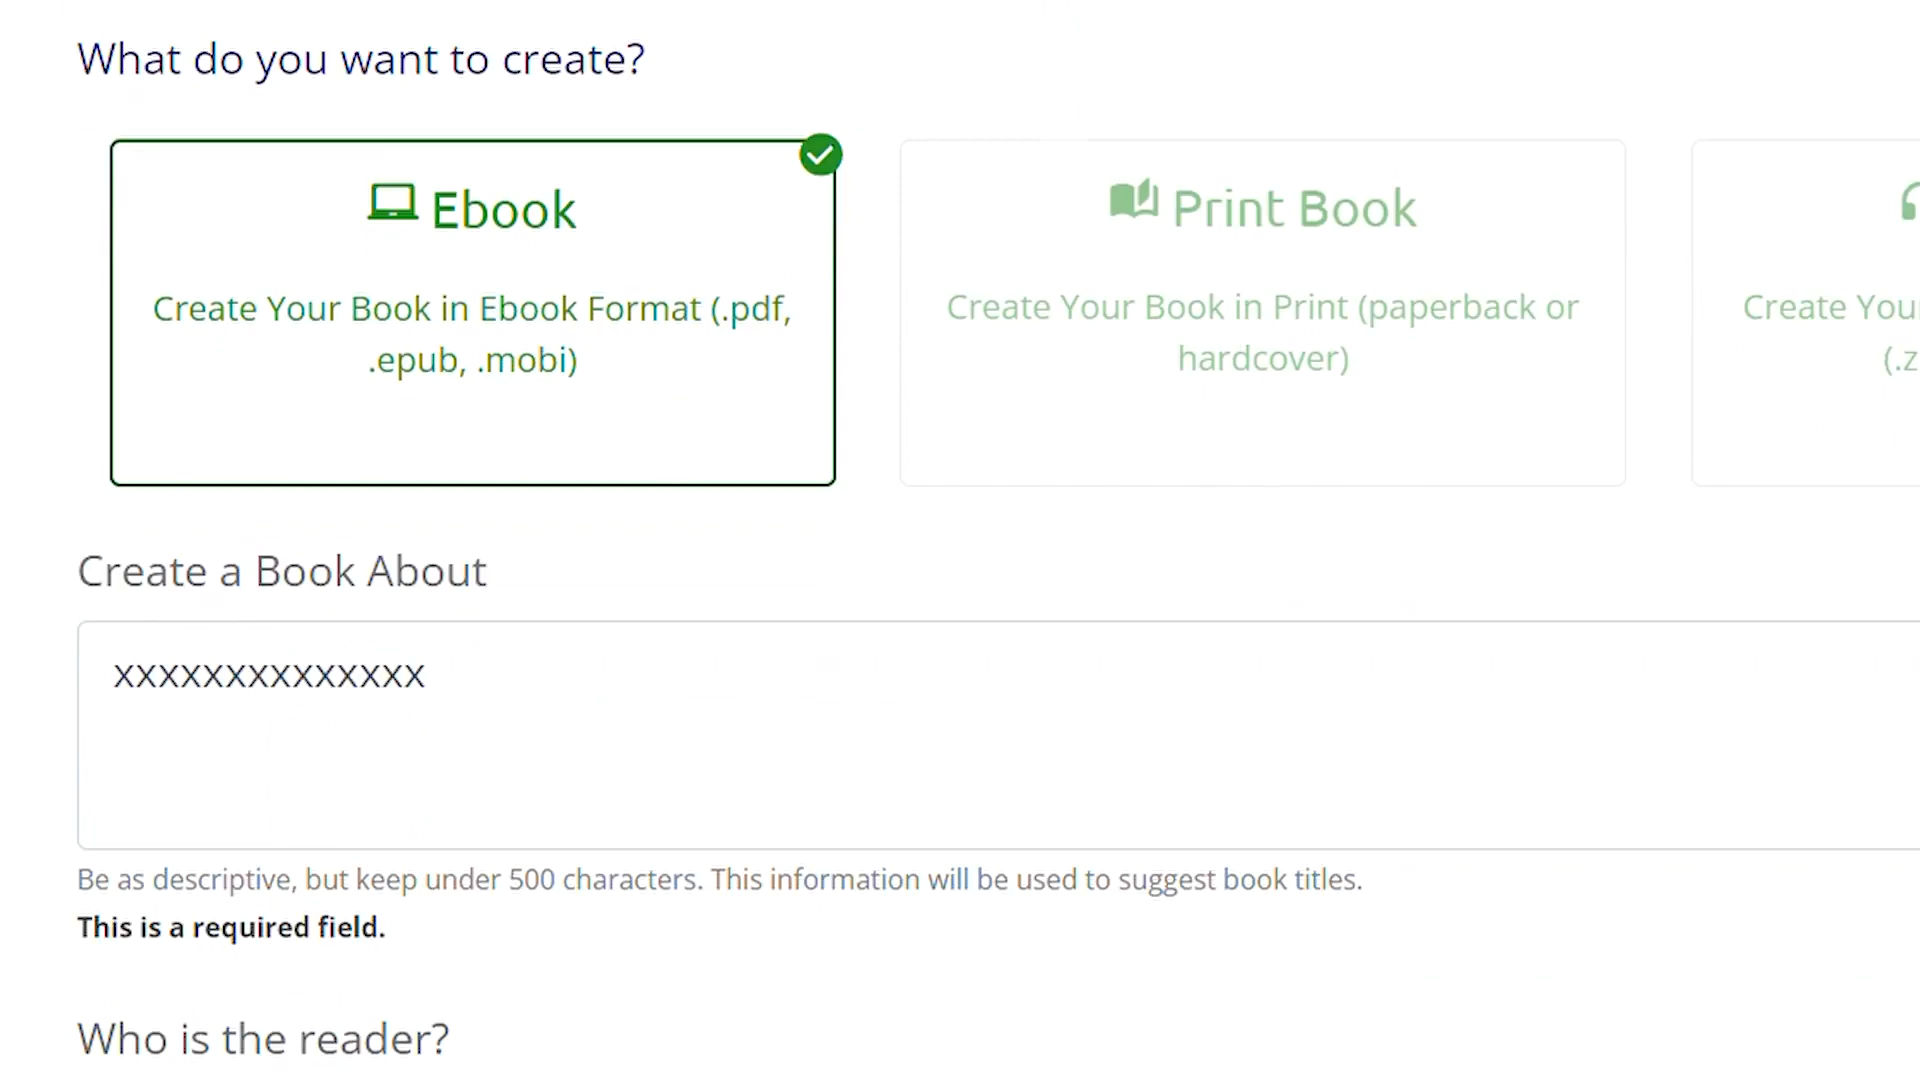 What do you want to create?
Ebook
Create Your Book in Ebook Format (.pdf,
.epub, .mobi)
Print Book
Create Your Book in Print (paperback or
hardcover)
Create You
(.z
Create a Book About
XXXXXXXXXXXXXX
Be as descriptive, but keep under 500 characters. This information will be used to suggest book titles.
This is a required field.
Who is the reader?